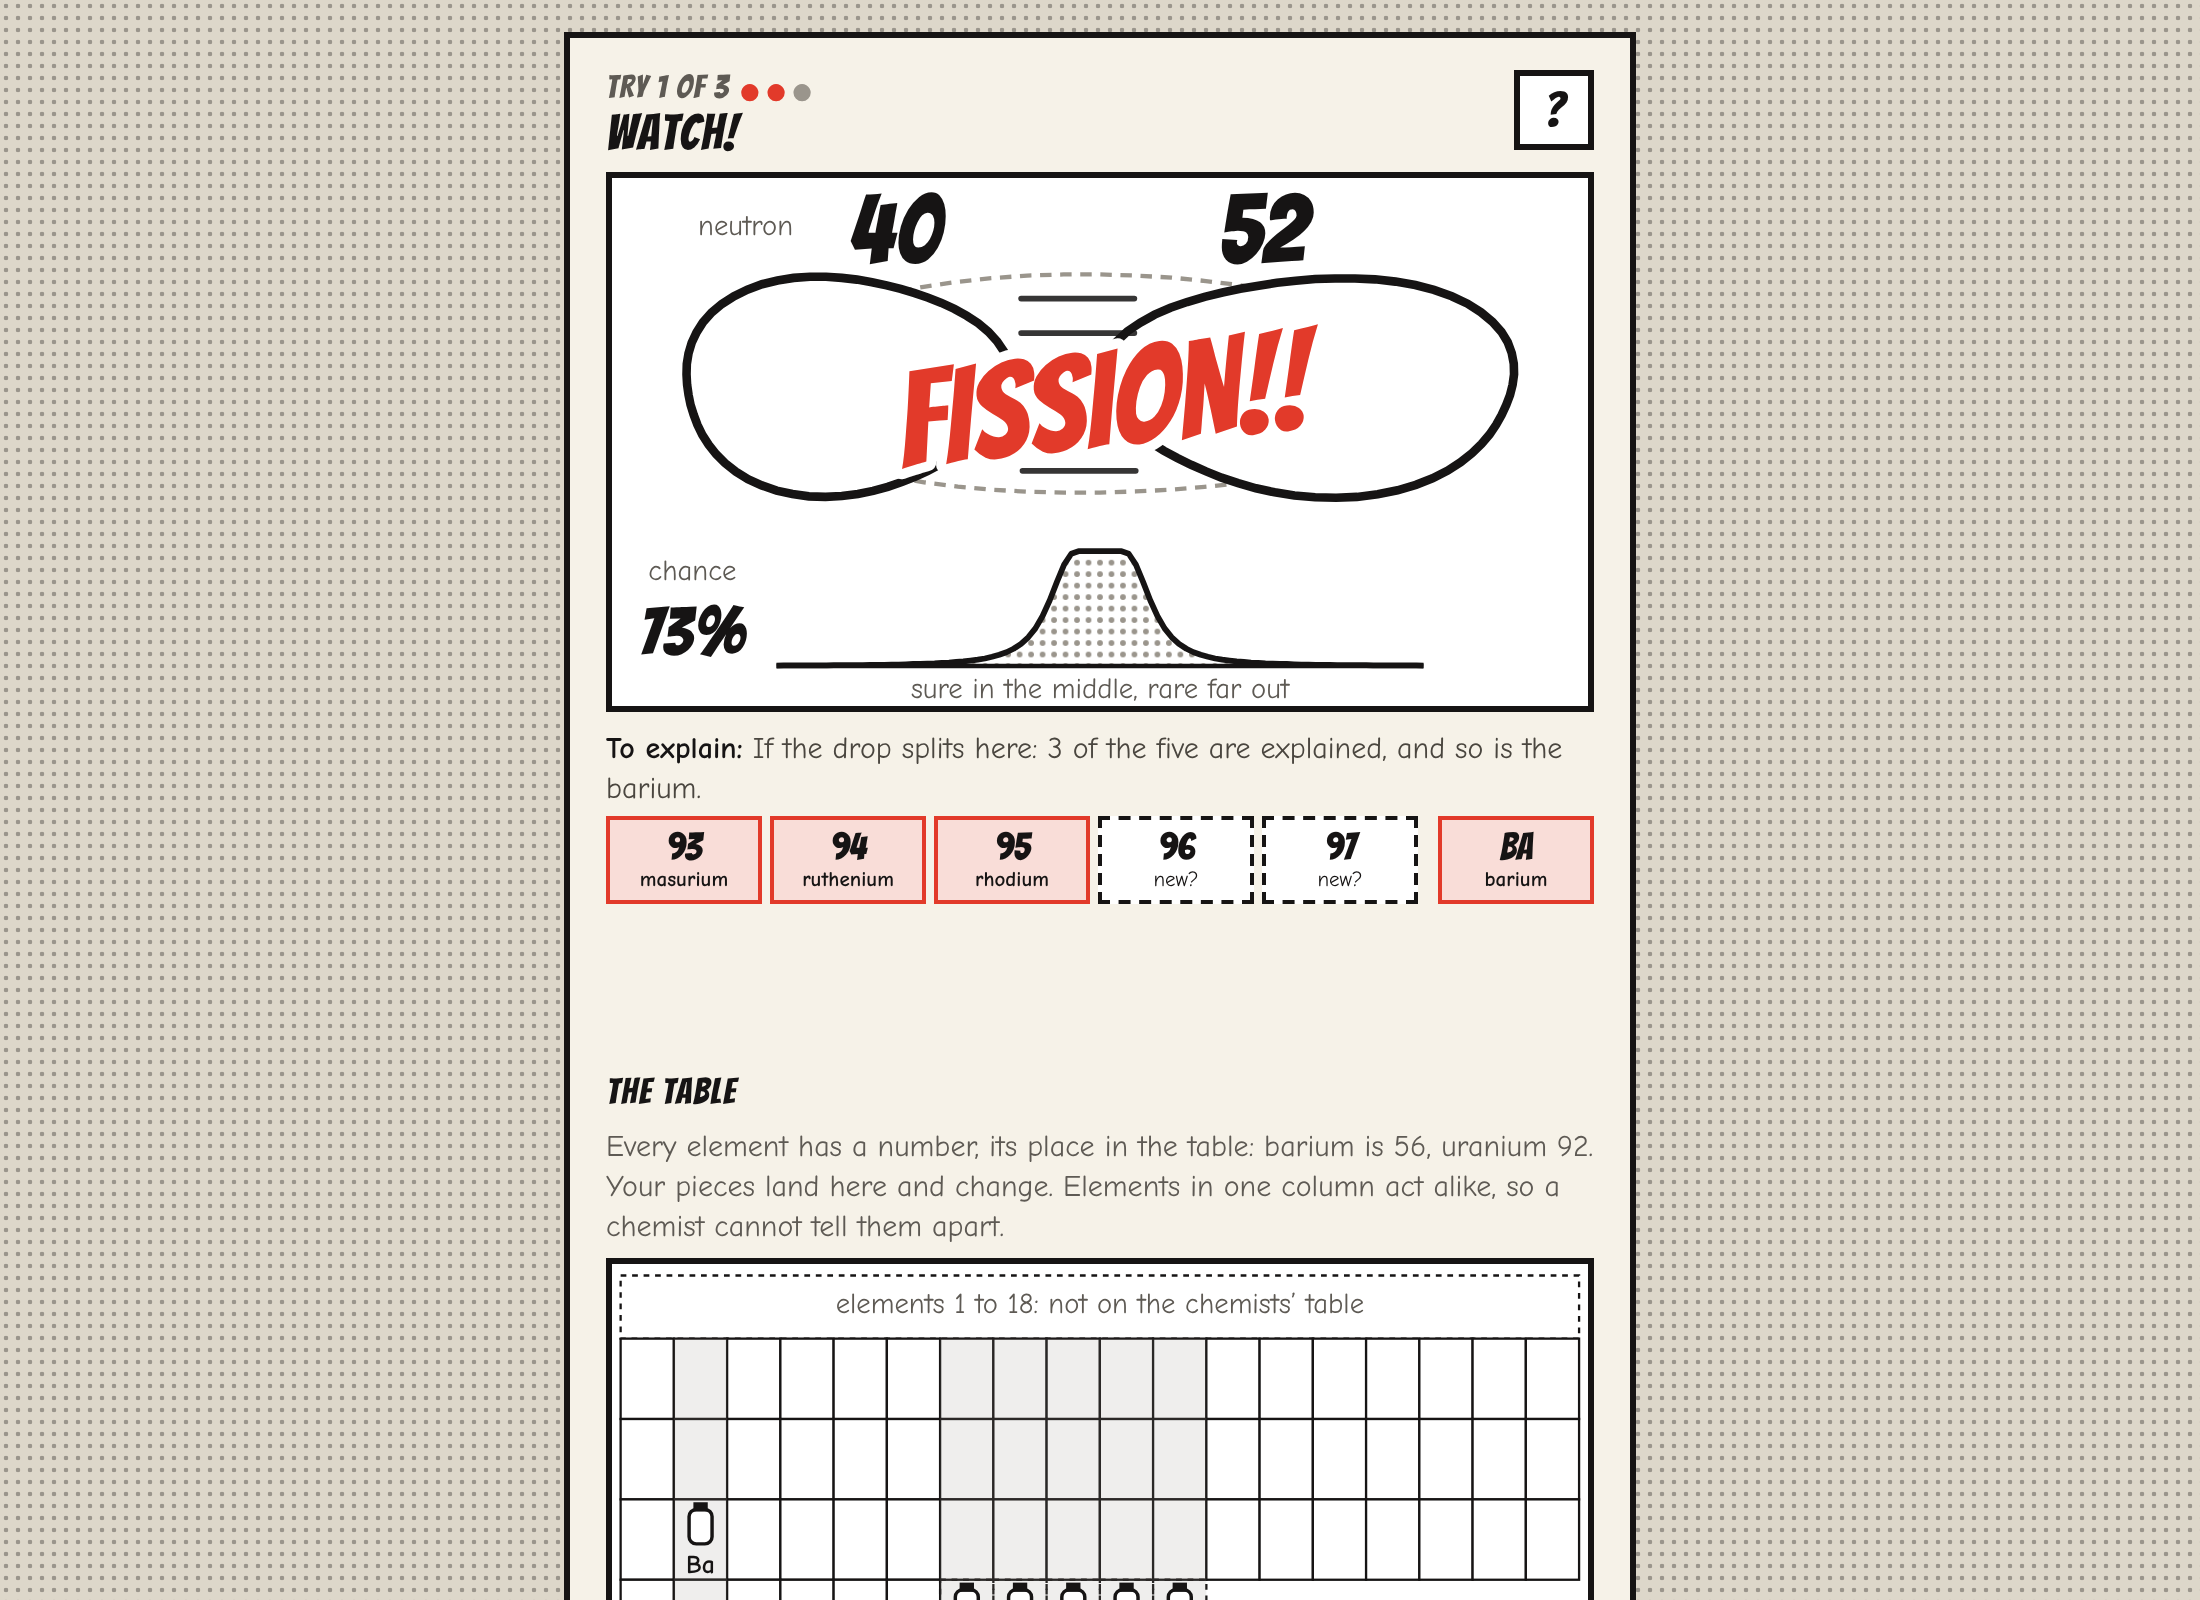 TRY 1 OF 3
WATCH!
?
neutron
40
52
FISSION!!
chance
73%
sure in the middle, rare far out
To explain: If the drop splits here: 3 of the five are explained, and so is the
barium.
93
masurium
94
ruthenium
95
rhodium
96
new?
97
new?
BA
barium
THE TABLE
Every element has a number, its place in the table: barium is 56, uranium 92.
Your pieces land here and change. Elements in one column act alike, so a
chemist cannot tell them apart.
elements 1 to 18: not on the chemists' table
Ba